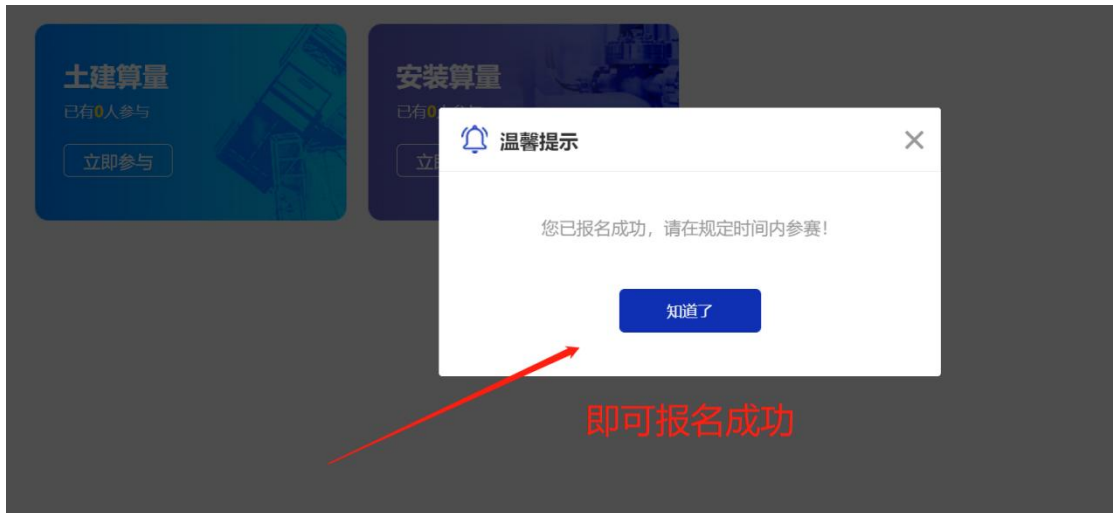 土建算量
已有0人参与
立即参与
安装算量
已有0
立
温馨提示
您已报名成功，请在规定时间内参赛！
知道了
即可报名成功